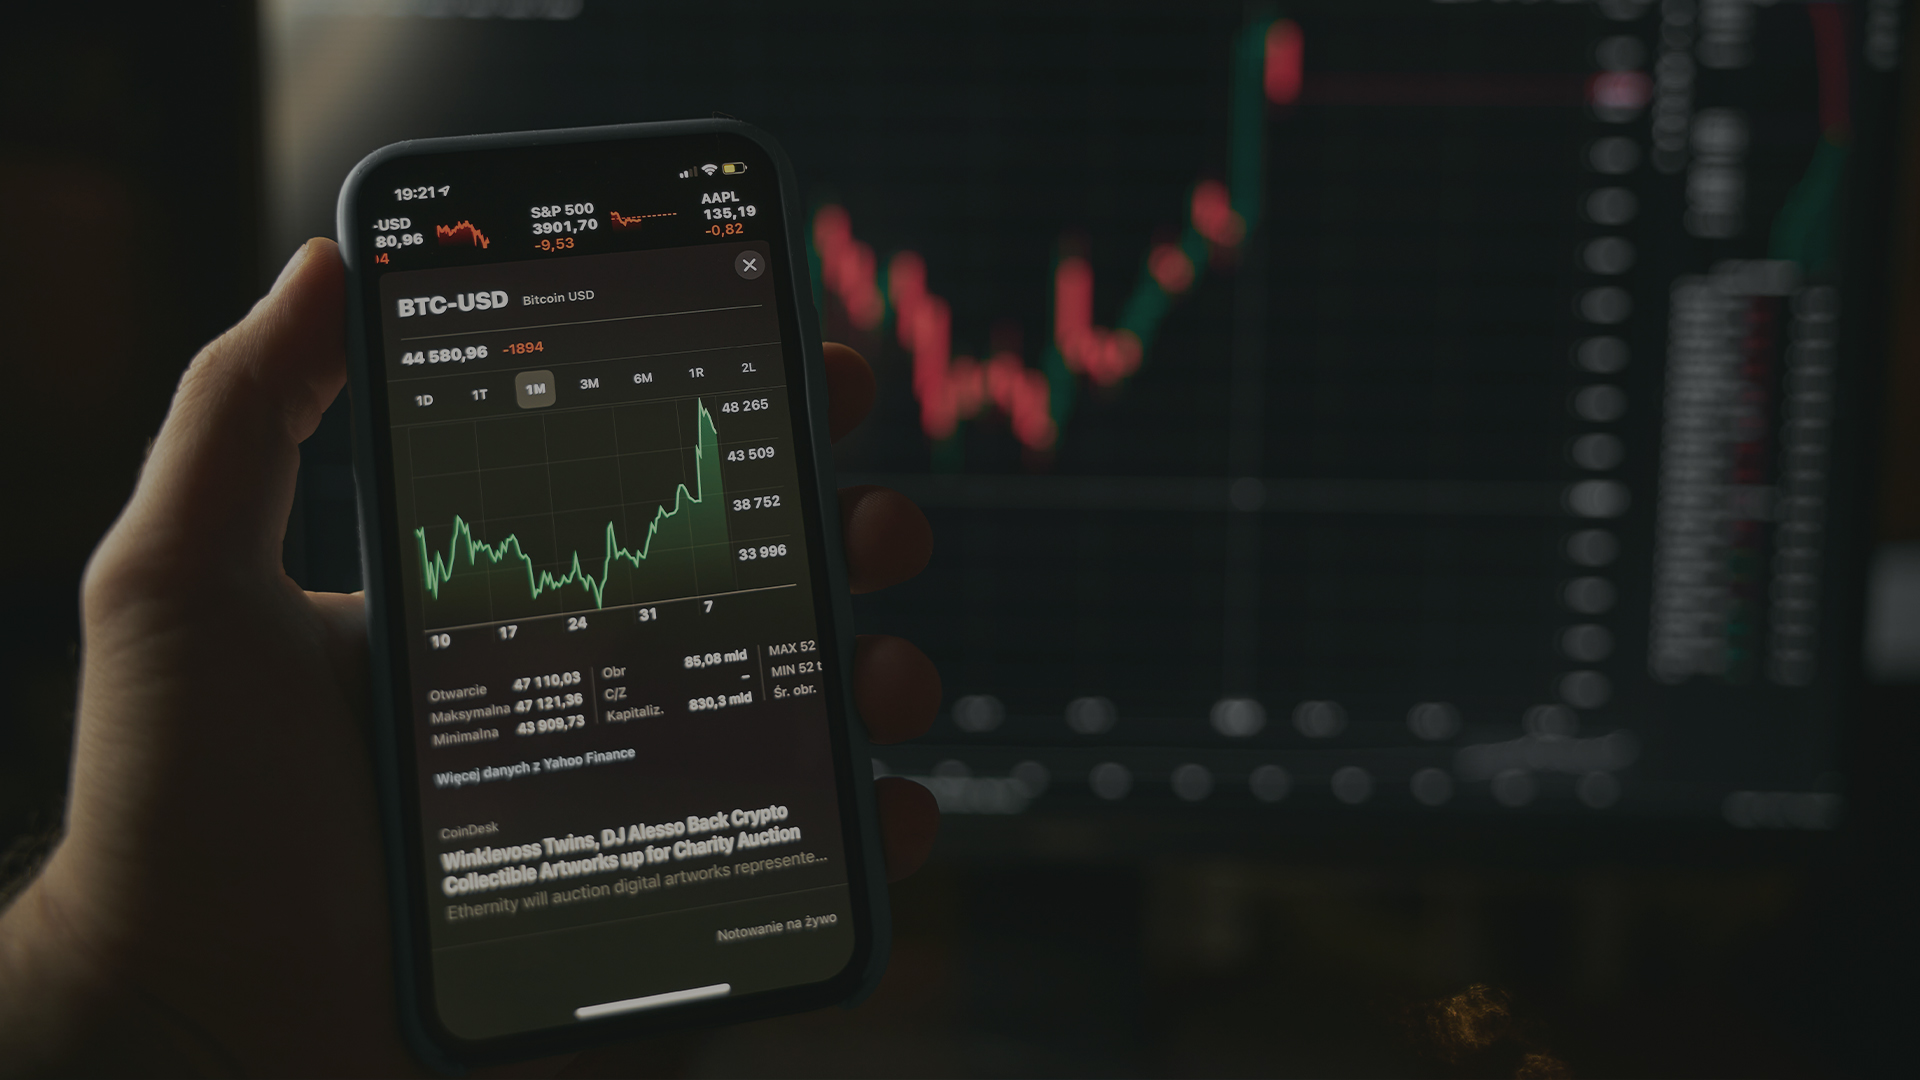 19:21
-USD
80,96
S&P 500
3901,70
-9,53
AAPL
135,19
-0,82
BTC-USD Bitcoin USD
44 580,96 -1894
1D 1T 1M 3M 6M 1R 2L
48 265
43 509
38 752
33 996
10 17 24 31 7
Otwarcie 47 110,03
Maksymalna 47 121,36
Minimalna 43 909,73
Obr 85,08 mld
C/Z –
Kapitaliz. 830,3 mld
MAX 52
MIN 52 t
Śr. obr.
Więcej danych z Yahoo Finance
CoinDesk
Winklevoss Twins, DJ Alesso Back Crypto
Collectible Artworks up for Charity Auction
Ethernity will auction digital artworks represente...
Notowanie na żywo